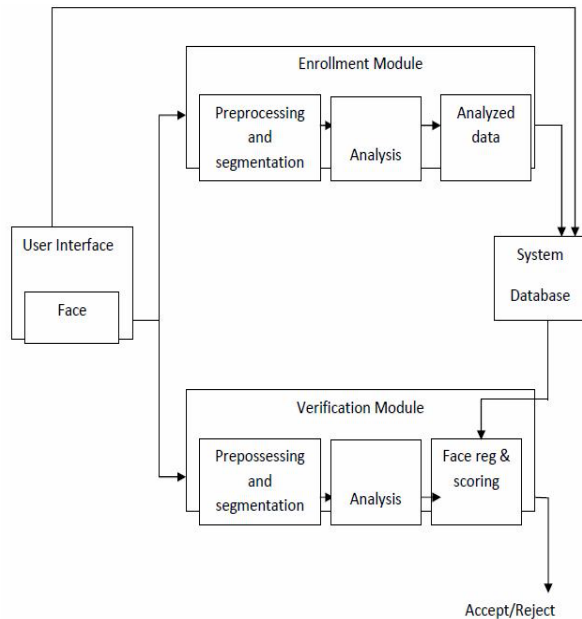 Enrollment Module
Preprocessing
and
segmentation
Analysis
Analyzed
data
User Interface
Face
System
Database
Verification Module
Prepossessing
and
segmentation
Analysis
Face reg &
scoring
Accept/Reject